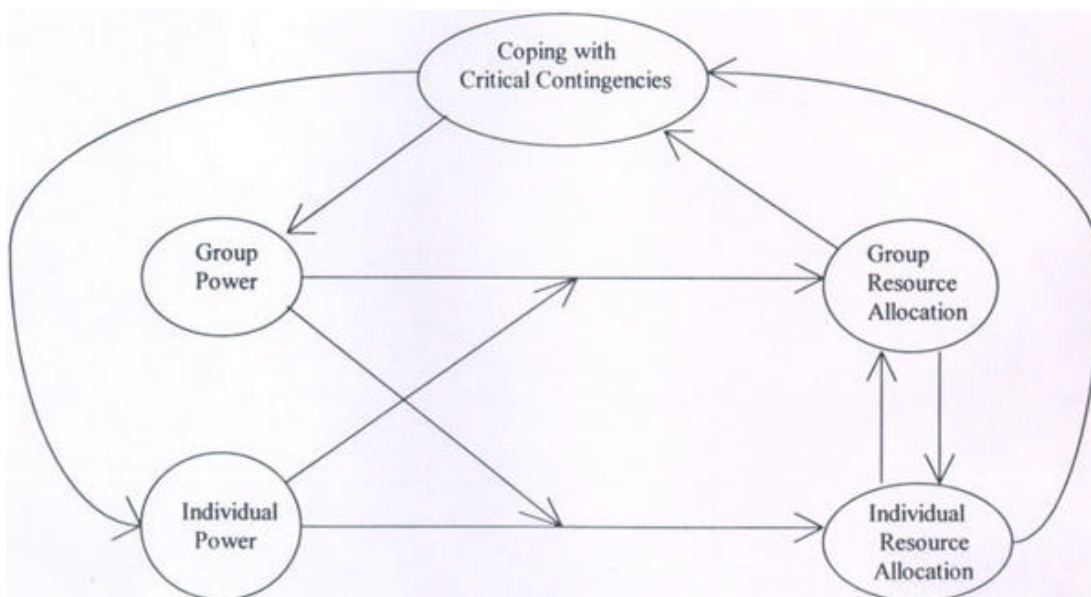 Coping with
Critical Contingencies
Group
Power
Group
Resource
Allocation
Individual
Power
Individual
Resource
Allocation